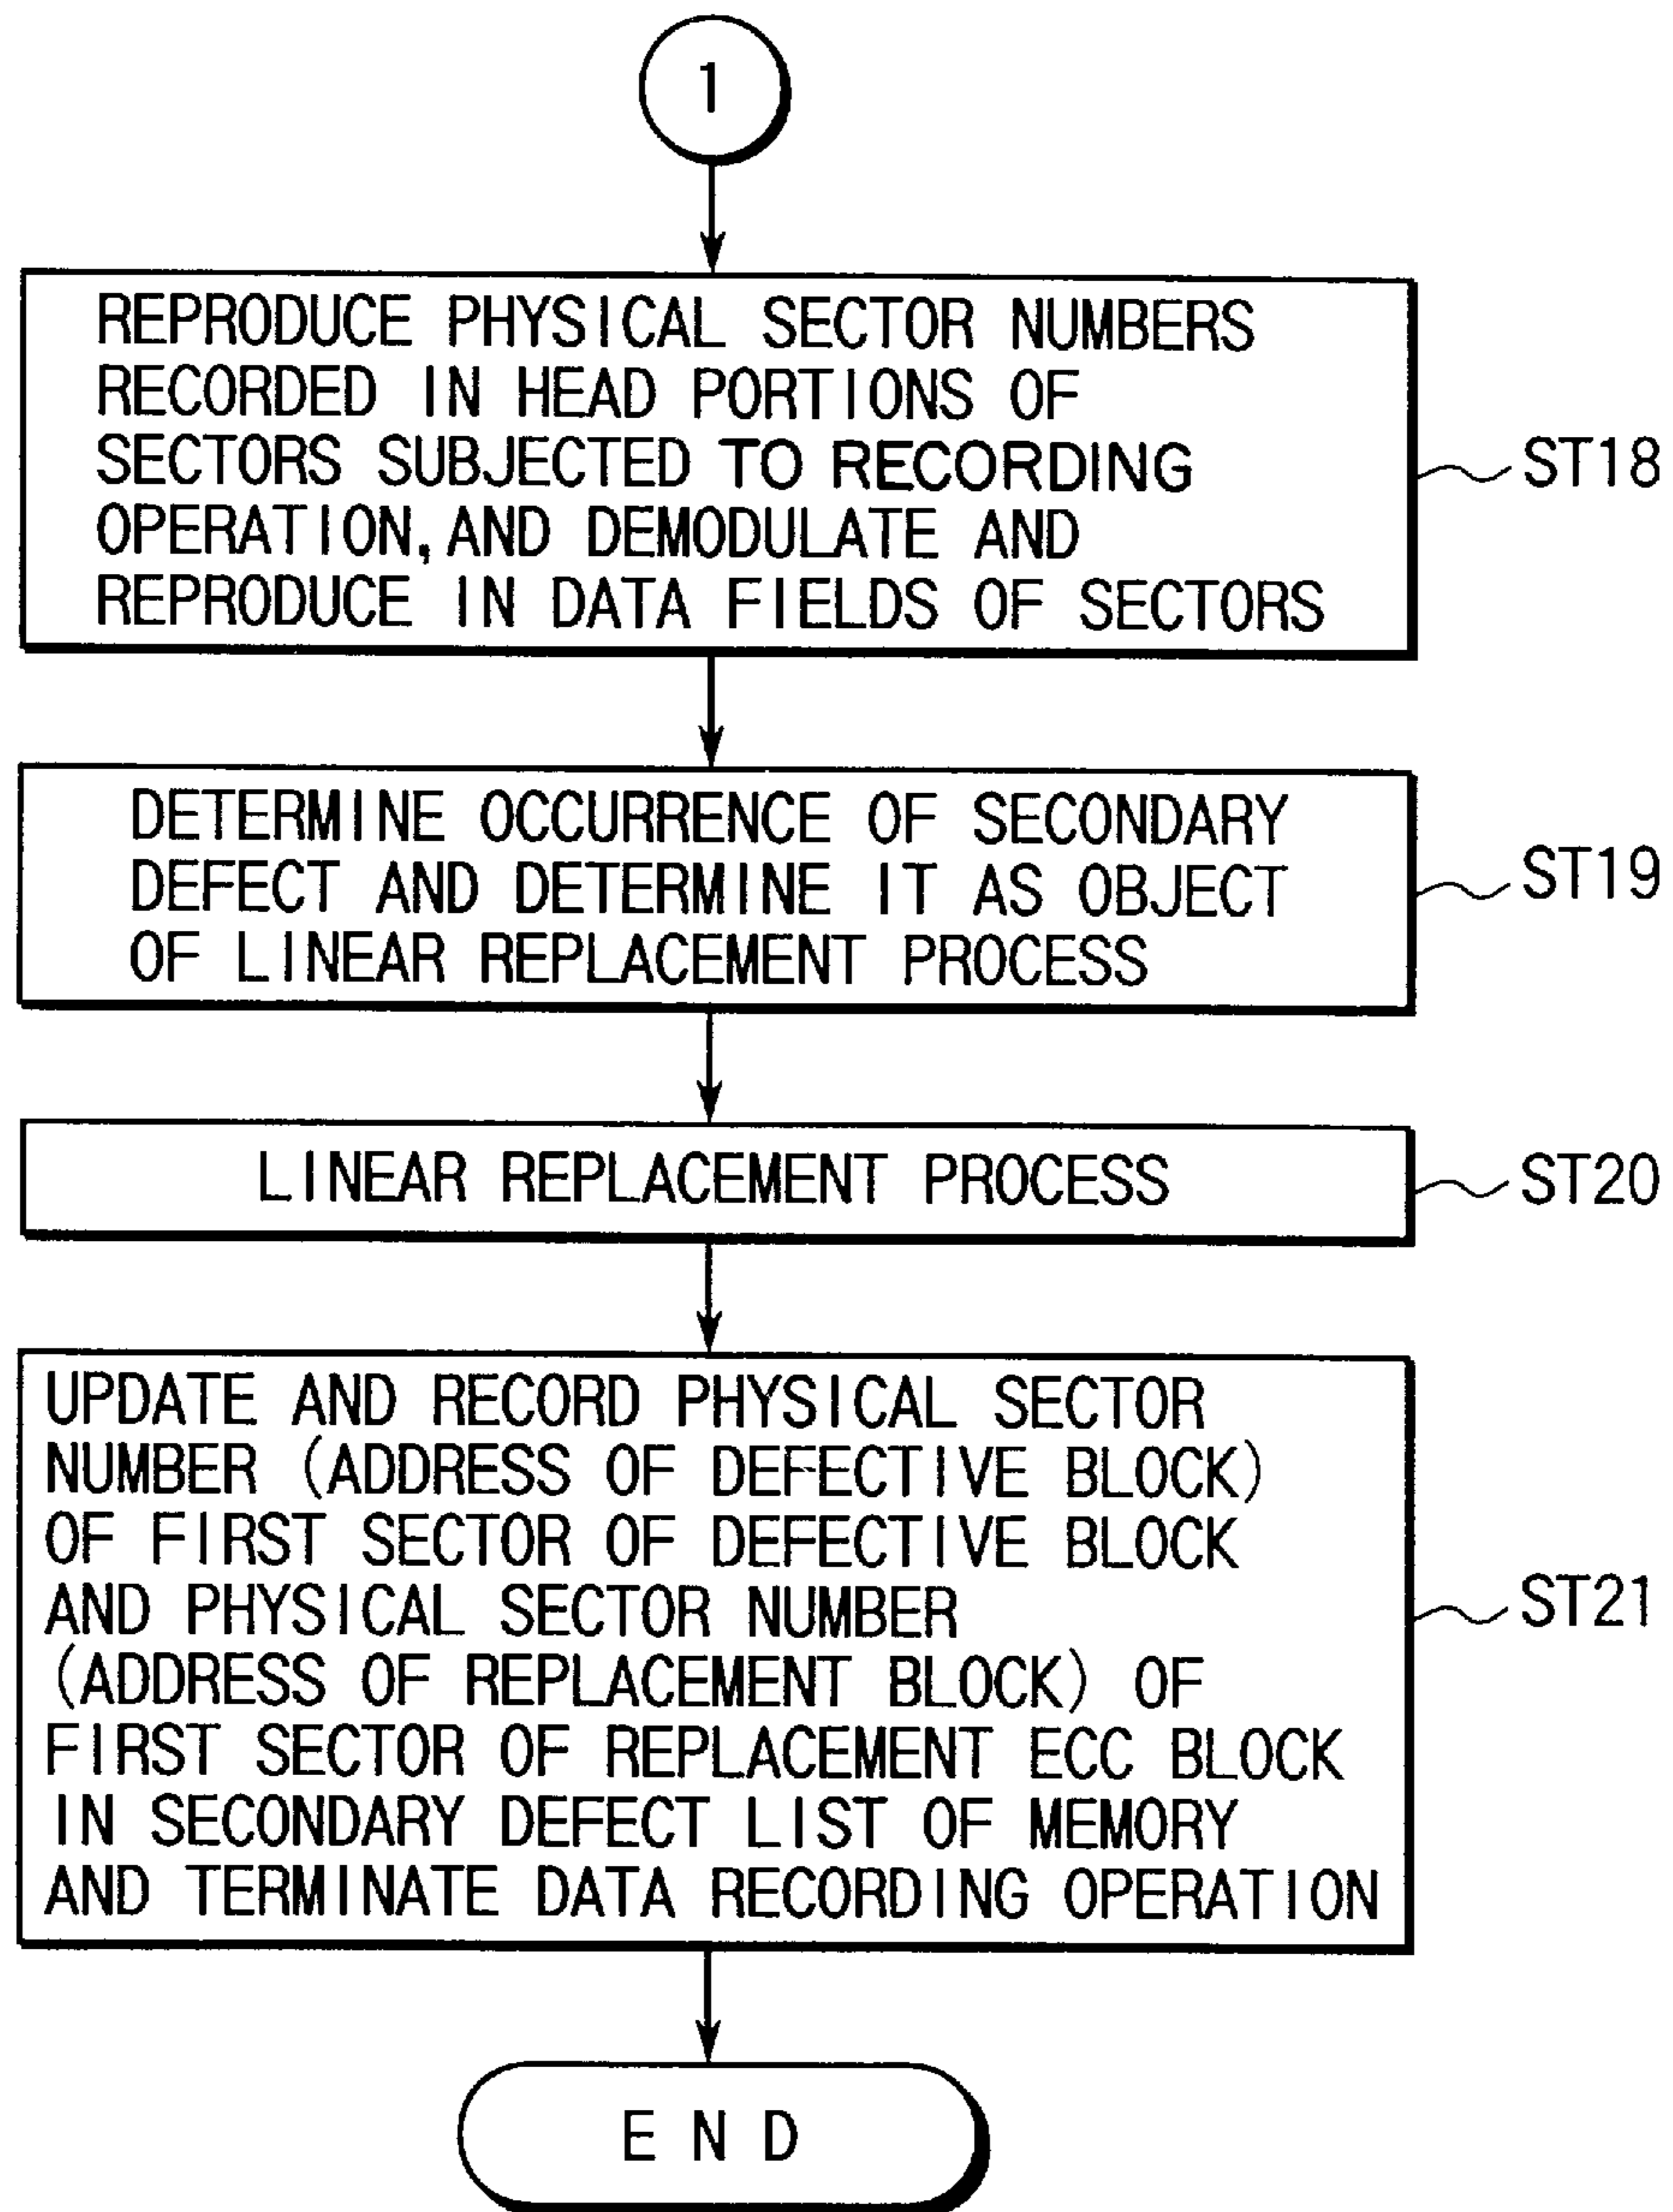 1
REPRODUCE PHYSICAL SECTOR NUMBERS
RECORDED IN HEAD PORTIONS OF
SECTORS SUBJECTED TO RECORDING
OPERATION, AND DEMODULATE AND
REPRODUCE IN DATA FIELDS OF SECTORS
ST18
DETERMINE OCCURRENCE OF SECONDARY
DEFECT AND DETERMINE IT AS OBJECT
OF LINEAR REPLACEMENT PROCESS
ST19
LINEAR REPLACEMENT PROCESS
ST20
UPDATE AND RECORD PHYSICAL SECTOR
NUMBER (ADDRESS OF DEFECTIVE BLOCK)
OF FIRST SECTOR OF DEFECTIVE BLOCK
AND PHYSICAL SECTOR NUMBER
(ADDRESS OF REPLACEMENT BLOCK) OF
FIRST SECTOR OF REPLACEMENT ECC BLOCK
IN SECONDARY DEFECT LIST OF MEMORY
AND TERMINATE DATA RECORDING OPERATION
ST21
END